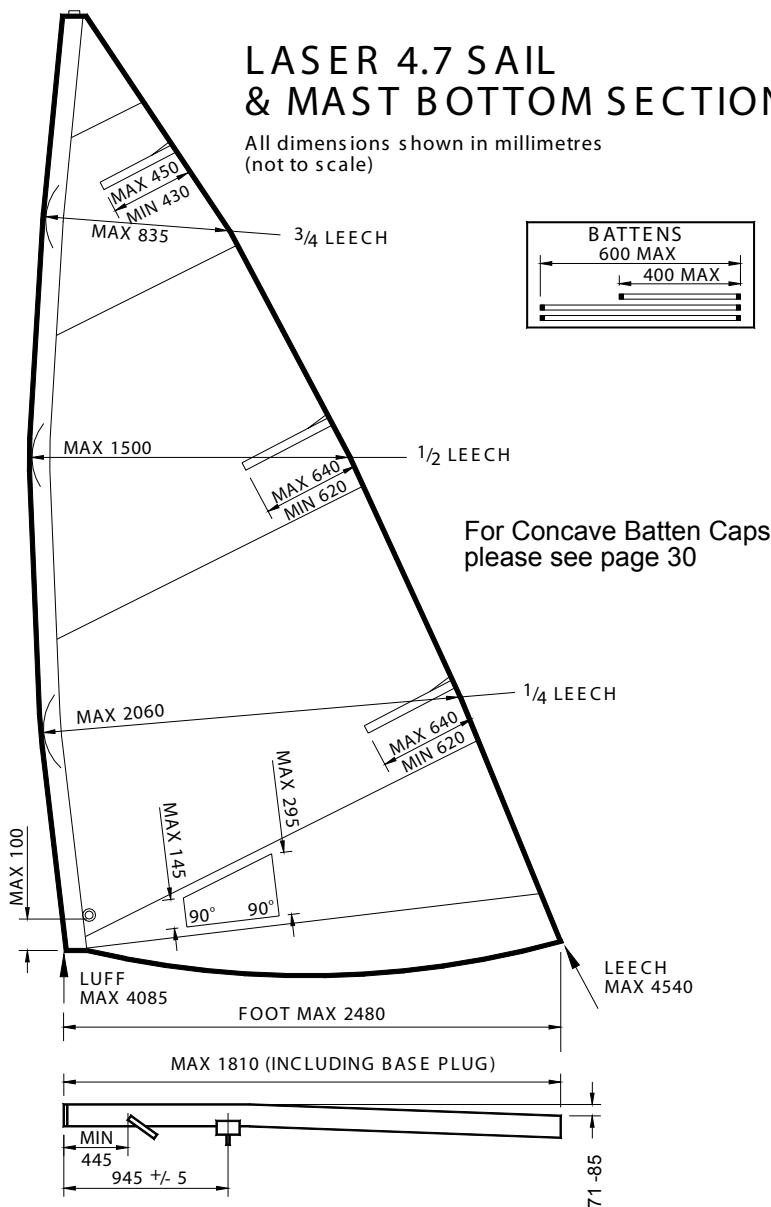 LASER 4.7 SAIL
& MAST BOTTOM SECTION
All dimensions shown in millimetres
(not to scale)
MAX 450
MIN 430
MAX 835
3/4 LEECH
BATTENS
600 MAX
400 MAX
MAX 1500
1/2 LEECH
MAX 640
MIN 620
For Concave Batten Caps
please see page 30
1/4 LEECH
MAX 2060
MAX 640
MIN 620
MAX 295
MAX 145
MAX 100
90°
90°
LUFF
MAX 4085
LEECH
MAX 4540
FOOT MAX 2480
MAX 1810 (INCLUDING BASE PLUG)
MIN
445
945 +/- 5
71 -85